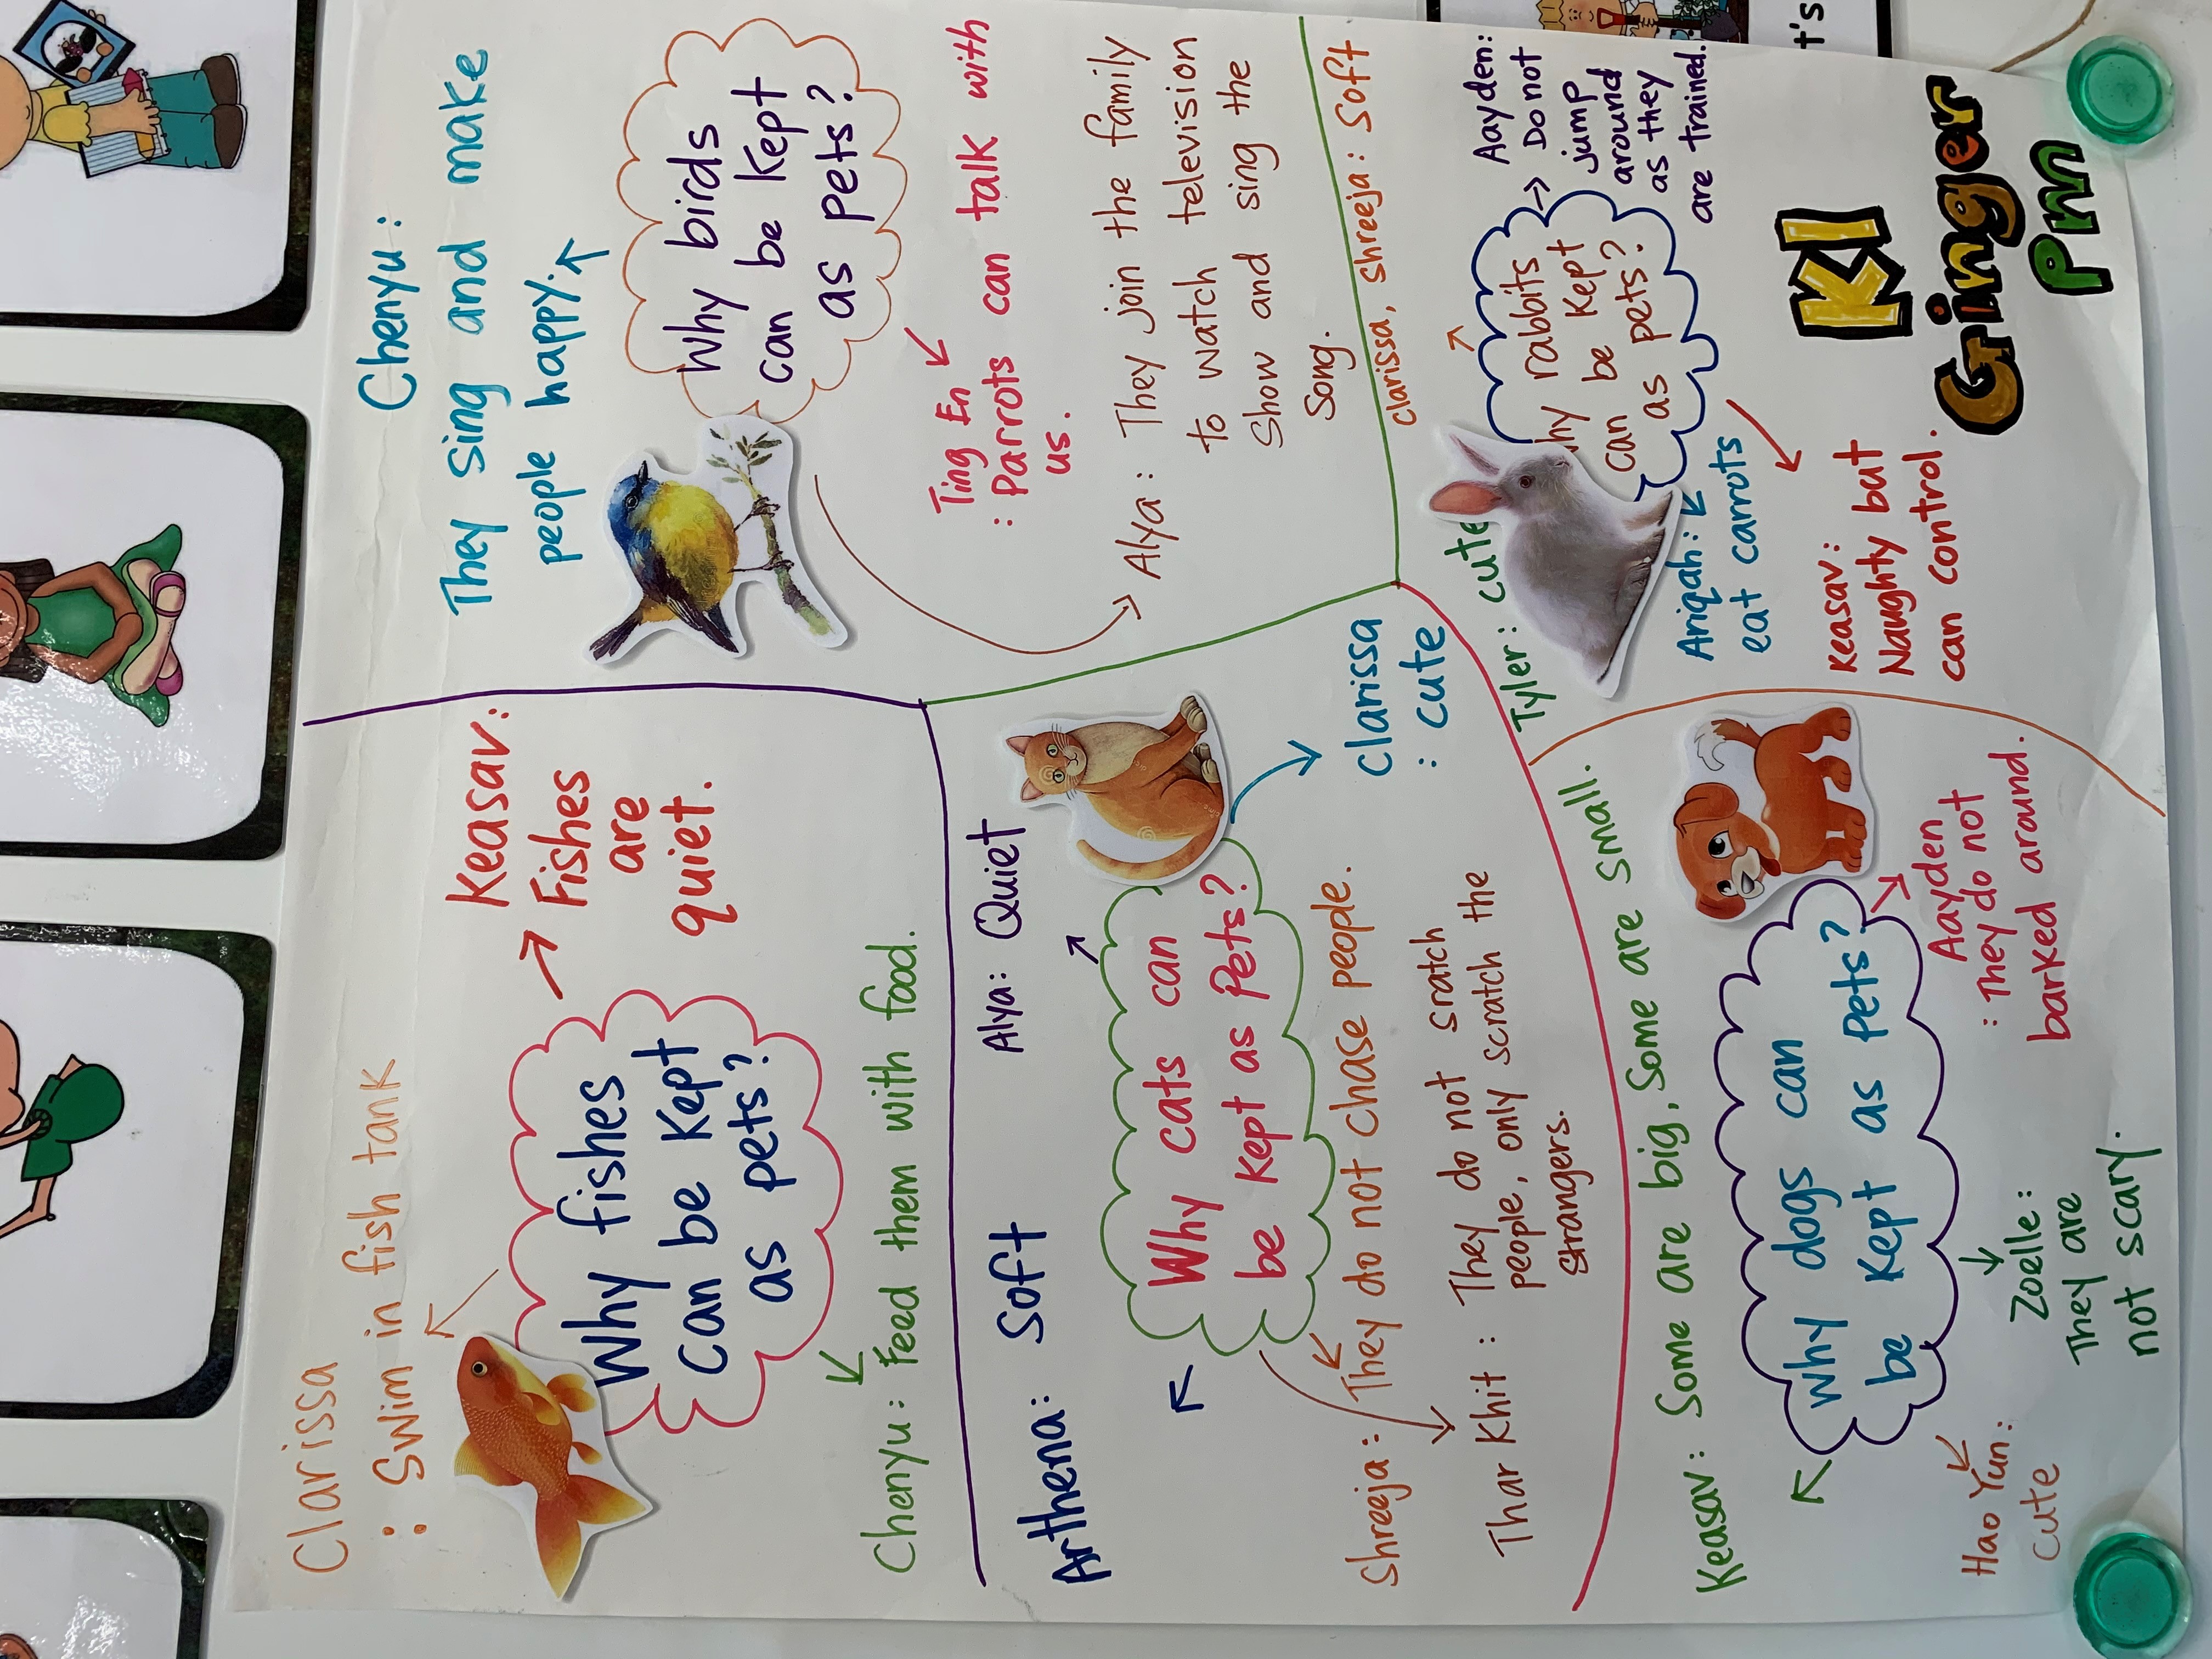 Clarissa
: Swim in fish tank
Keasav:
Fishes
are
quiet.
Why fishes
can be kept
as pets?
Chenyu: Feed them with food.
Chenyu:
They sing and make
people happy.
Why birds
can be kept
as pets?
Ting En
: Parrots can talk with
us.
Alya: They join the family
to watch television
show and sing the
song.
Arthena: Soft
Alya: Quiet
Why cats can
be kept as pets?
Shreeja: They do not chase people.
Clarissa
: cute
Thar Khit: They do not sratch
people, only scratch the
strangers.
Clarissa, Shreeja: Soft
Tyler: cute
hy rabbits
can be kept
as pets?
Aayden:
Do not
jump
around
as they
are trained.
Ariqah:
eat carrots
Keasav:
Naughty but
can control.
Keasav: Some are big, Some are small.
why dogs can
be kept as pets?
Hao Yun:
cute
Zoelle:
They are
not scary.
Aayden
: They do not
barked around.
K1
Ginger
Pm
t's